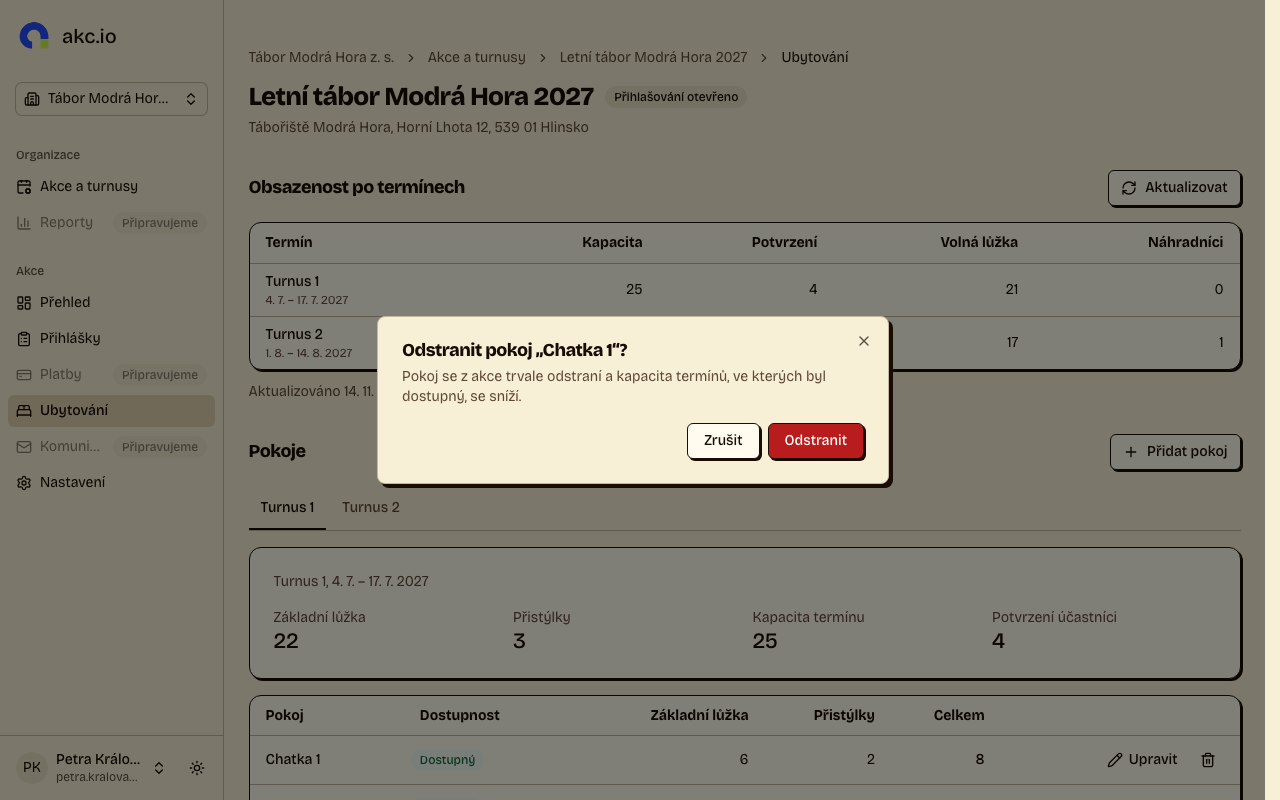 akc.io
Tábor Modrá Hor...
Organizace
Akce a turnusy
Reporty Připravujeme
Akce
Přehled
Přihlášky
Platby Připravujeme
Ubytování
Komuni... Připravujeme
Nastavení
PK
Petra Králo...
petra.kralova...
Tábor Modrá Hora z. s. > Akce a turnusy > Letní tábor Modrá Hora 2027 > Ubytování
Letní tábor Modrá Hora 2027 Přihlašování otevřeno
Tábořiště Modrá Hora, Horní Lhota 12, 539 01 Hlinsko
Obsazenost po termínech Aktualizovat
Termín Kapacita Potvrzení Volná lůžka Náhradníci
Turnus 1
4. 7. – 17. 7. 2027
25 4 21 0
Turnus 2
1. 8. – 14. 8. 2027
17 1
Aktualizováno 14. 11.
Odstranit pokoj „Chatka 1“?
Pokoj se z akce trvale odstraní a kapacita termínů, ve kterých byl
dostupný, se sníží.
Zrušit Odstranit
Pokoje Přidat pokoj
Turnus 1 Turnus 2
Turnus 1, 4. 7. – 17. 7. 2027
Základní lůžka Přistýlky Kapacita termínu Potvrzení účastníci
22 3 25 4
Pokoj Dostupnost Základní lůžka Přistýlky Celkem
Chatka 1 Dostupný 6 2 8 Upravit